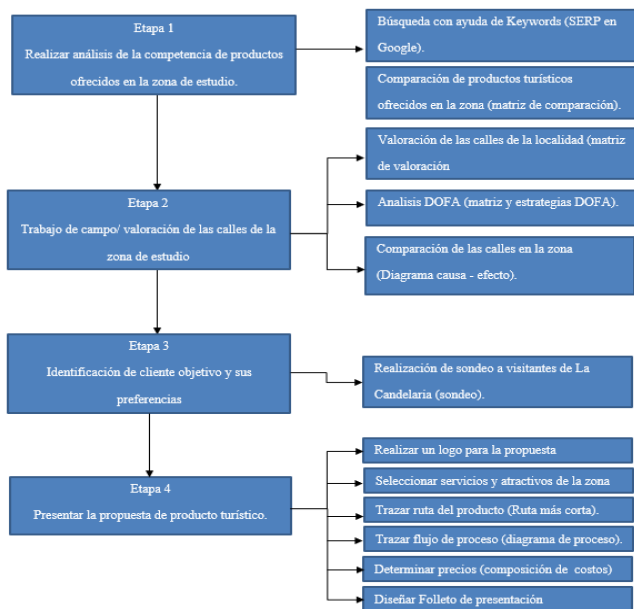 Etapa 1
Realizar análisis de la competencia de productos
ofrecidos en la zona de estudio.
Búsqueda con ayuda de Keywords (SERP en
Google).
Comparación de productos turísticos
ofrecidos en la zona (matriz de comparación).
Etapa 2
Trabajo de campo/ valoración de las calles de la
zona de estudio
Valoración de las calles de la localidad (matriz
de valoración
Analisis DOFA (matriz y estrategias DOFA).
Comparación de las calles en la zona
(Diagrama causa - efecto).
Etapa 3
Identificación de cliente objetivo y sus
preferencias
Realización de sondeo a visitantes de La
Candelaria (sondeo).
Etapa 4
Presentar la propuesta de producto turístico.
Realizar un logo para la propuesta
Seleccionar servicios y atractivos de la zona
Trazar ruta del producto (Ruta más corta).
Trazar flujo de proceso (diagrama de proceso).
Determinar precios (composición de costos)
Diseñar Folleto de presentación